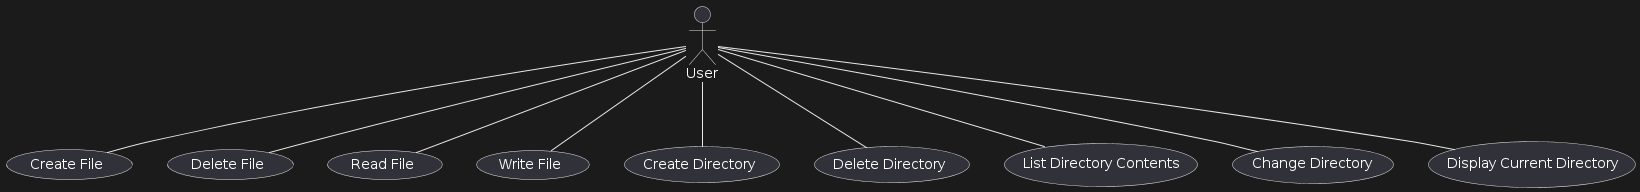 User
Create File
Delete File
Read File
Write File
Create Directory
Delete Directory
List Directory Contents
Change Directory
Display Current Directory